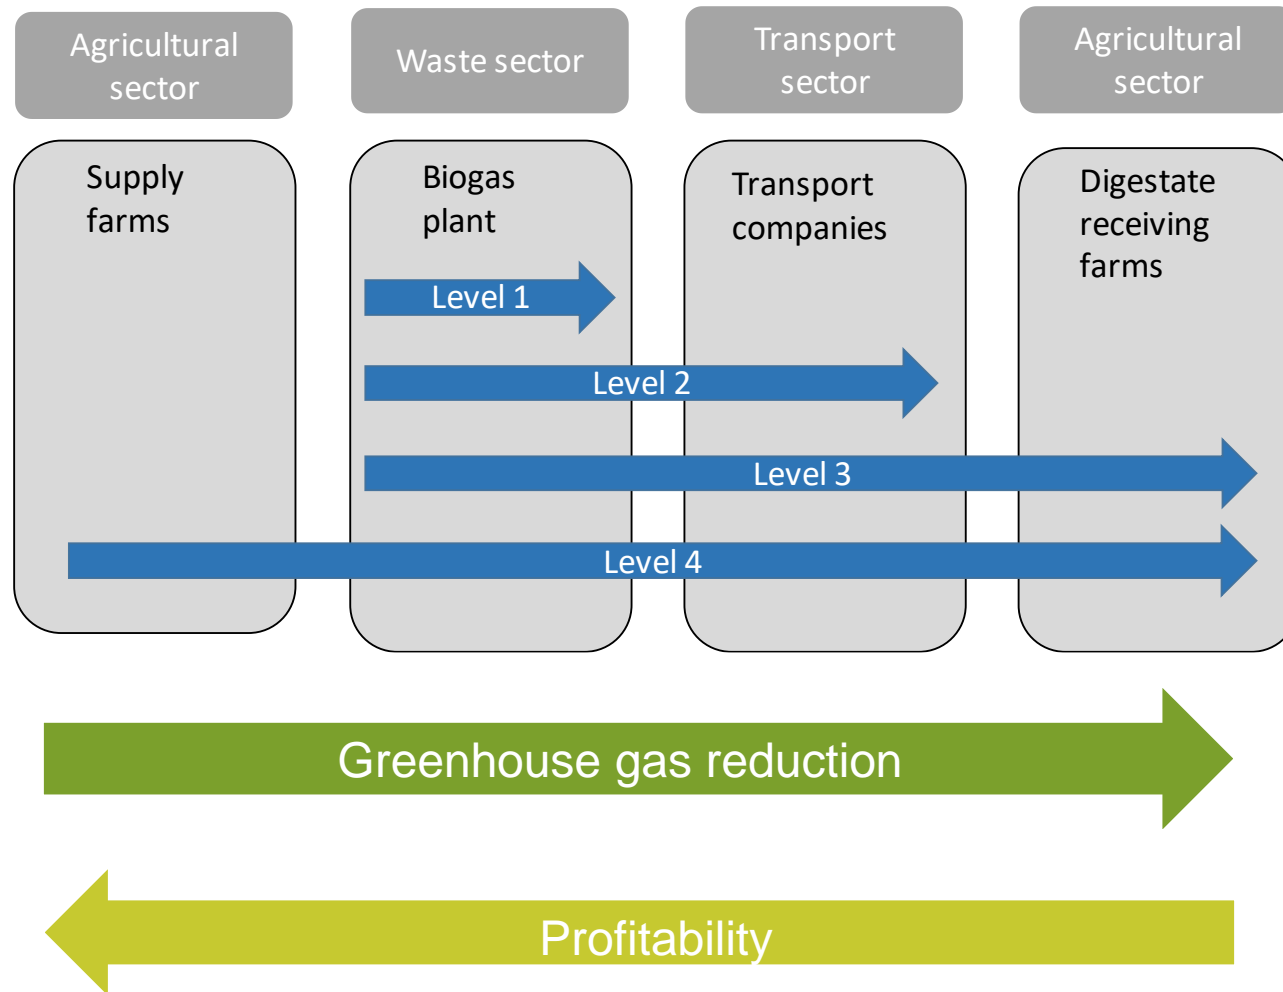 Agricultural
sector
Waste sector
Transport
sector
Agricultural
sector
Supply
farms
Biogas
plant
Transport
companies
Digestate
receiving
farms
Level 1
Level 2
Level 3
Level 4
Greenhouse gas reduction
Profitability